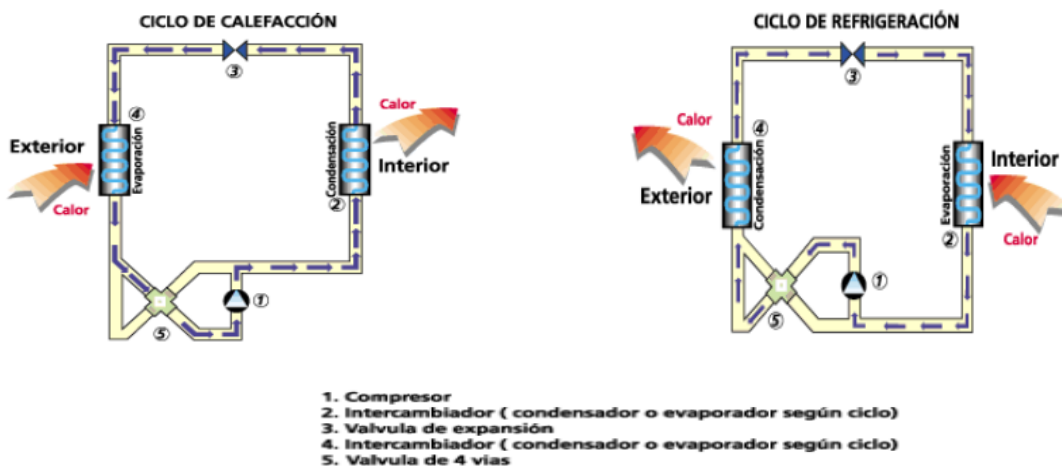 CICLO DE CALEFACCIÓN
3
4
Evaporación
Exterior
Calor
Calor
Interior
Condensación
2
1
5
CICLO DE REFRIGERACIÓN
3
Calor
4
Condensación
Exterior
Evaporación
Interior
2
Calor
1
5
1. Compresor
2. Intercambiador ( condensador o evaporador según ciclo)
3. Valvula de expansión
4. Intercambiador ( condensador o evaporador según ciclo)
5. Valvula de 4 vias